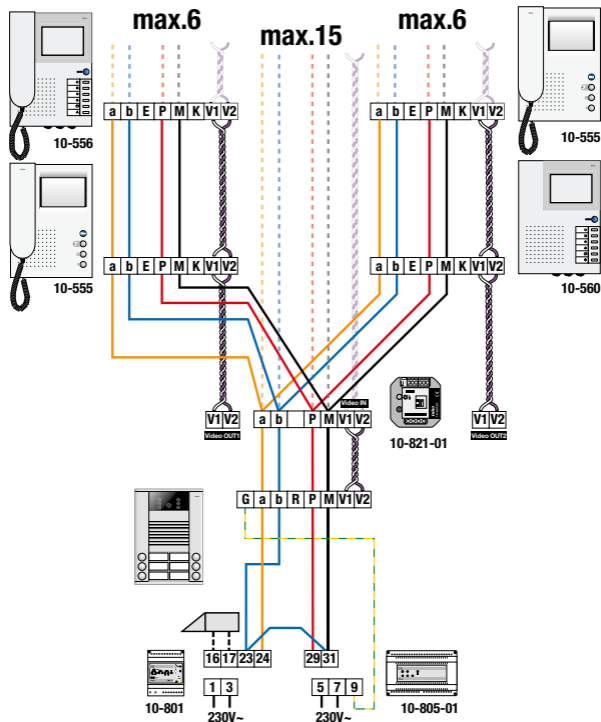 max.6
max.15
max.6
a b E P M K V1 V2
a b E P M K V1 V2
10-556
10-555
a b E P M K V1 V2
a b E P M K V1 V2
10-555
10-560
Video IN
V1 V2
a b P M V1 V2
V1 V2
Video OUT1
10-821-01
Video OUT2
G a b R P M V1 V2
16 17 23 24
29 31
1 3
5 7 9
10-801
230V~
230V~
10-805-01